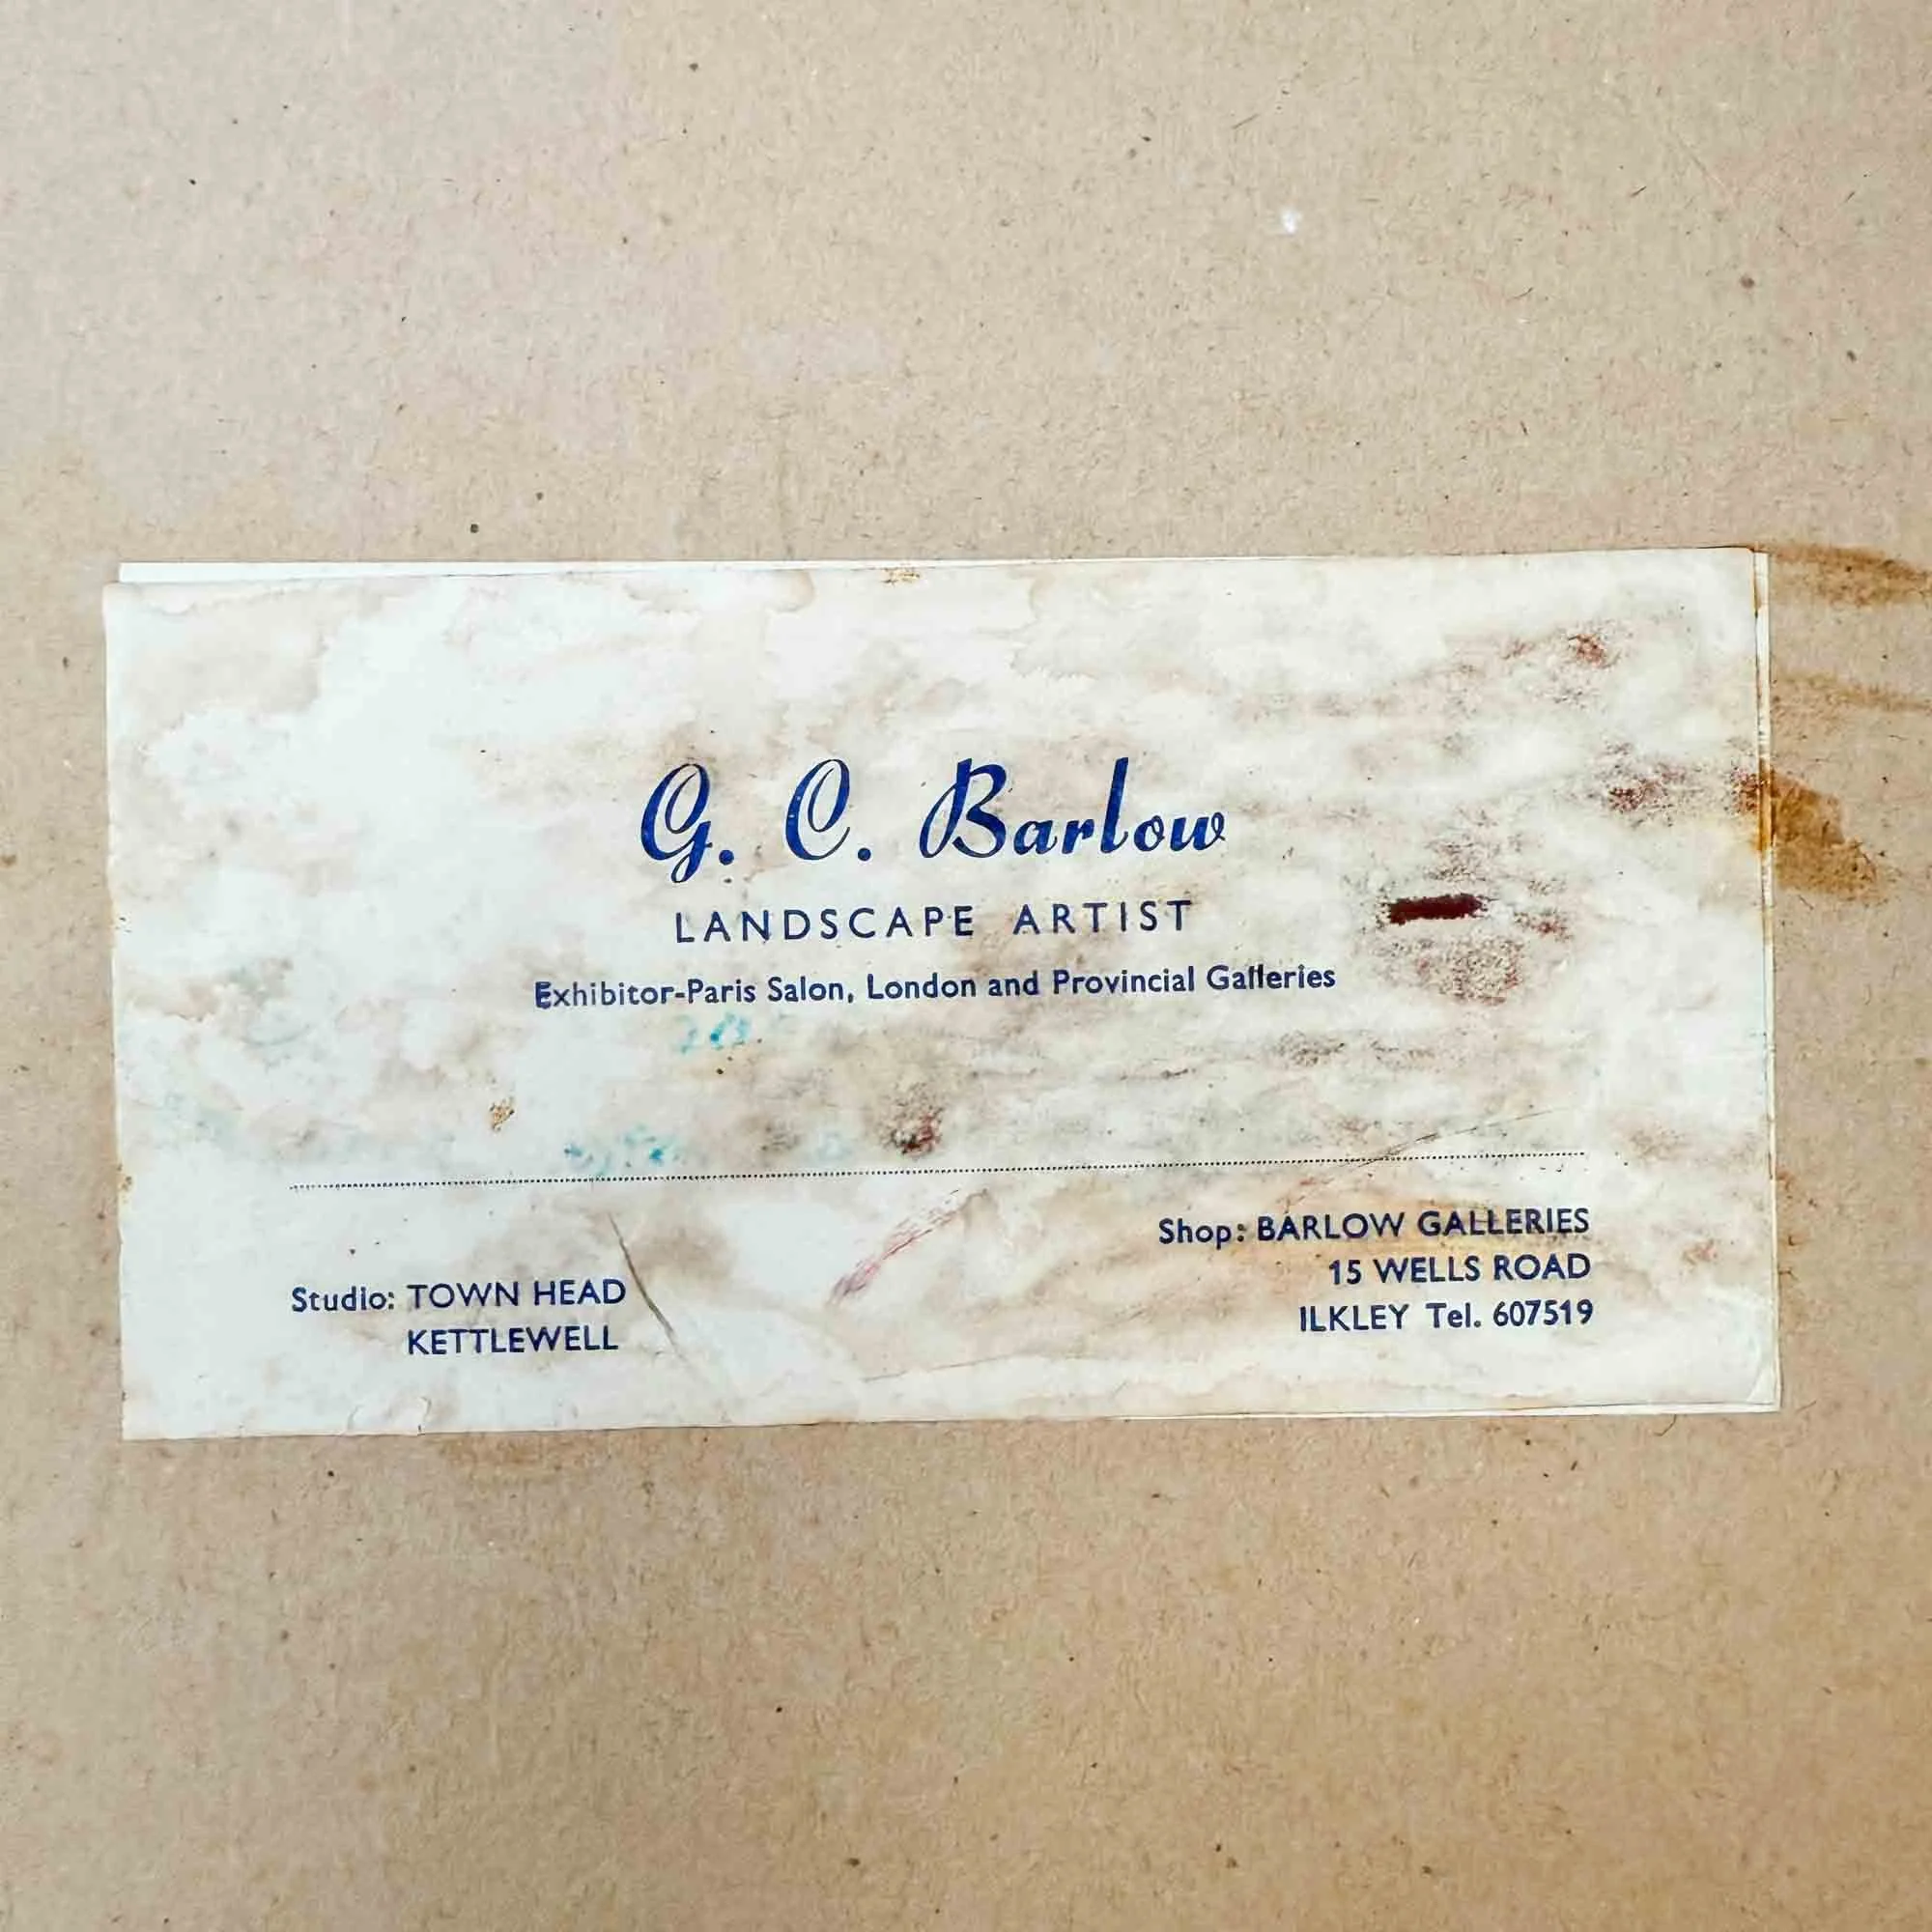 G. C. Barlow
LANDSCAPE ARTIST
Exhibitor-Paris Salon, London and Provincial Galleries
Studio: TOWN HEAD
KETTLEWELL
Shop: BARLOW GALLERIES
15 WELLS ROAD
ILKLEY Tel. 607519